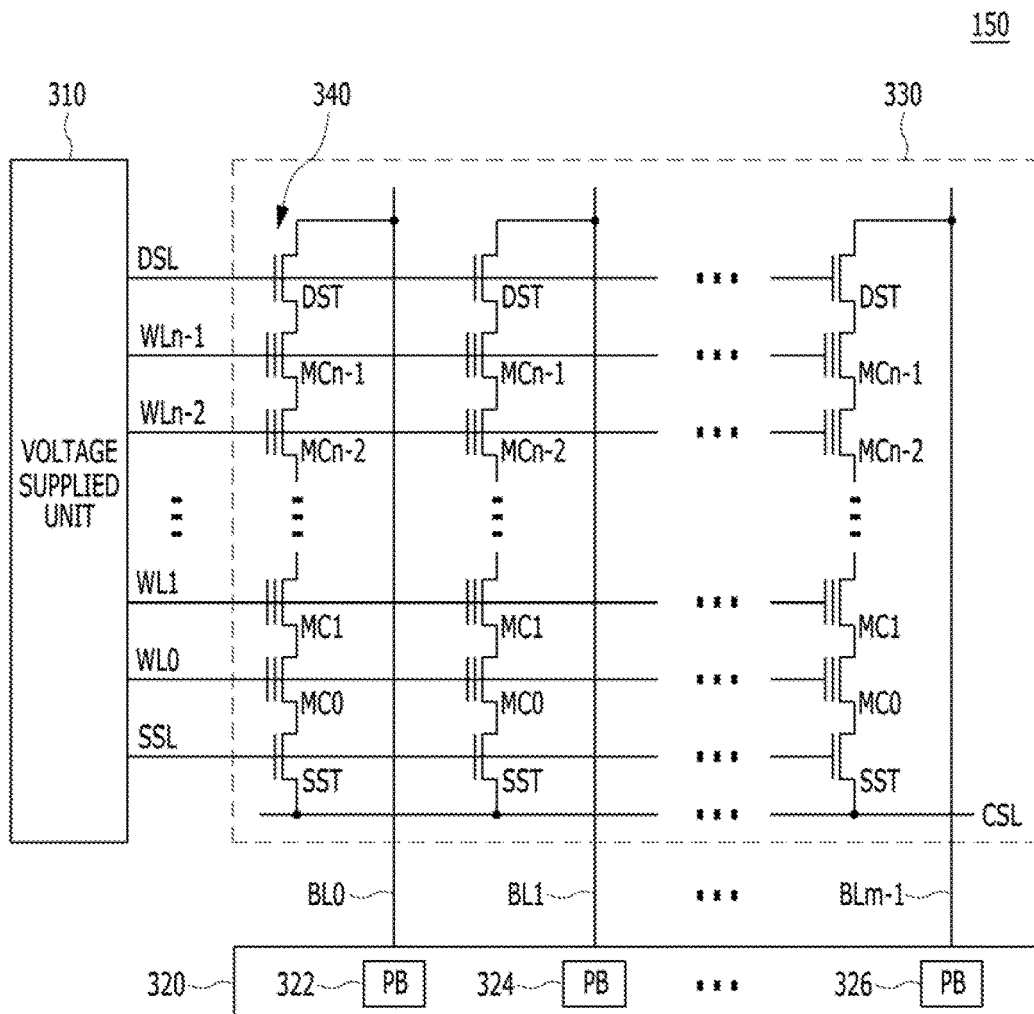 150
310
340
330
DSL
DST DST DST
WLn-1
MCn-1 MCn-1 MCn-1
WLn-2
MCn-2 MCn-2 MCn-2
VOLTAGE
SUPPLIED
UNIT
WL1
MC1 MC1 MC1
WL0
MC0 MC0 MC0
SSL
SST SST SST
CSL
BL0 BL1 BLm-1
320 322 PB 324 PB 326 PB